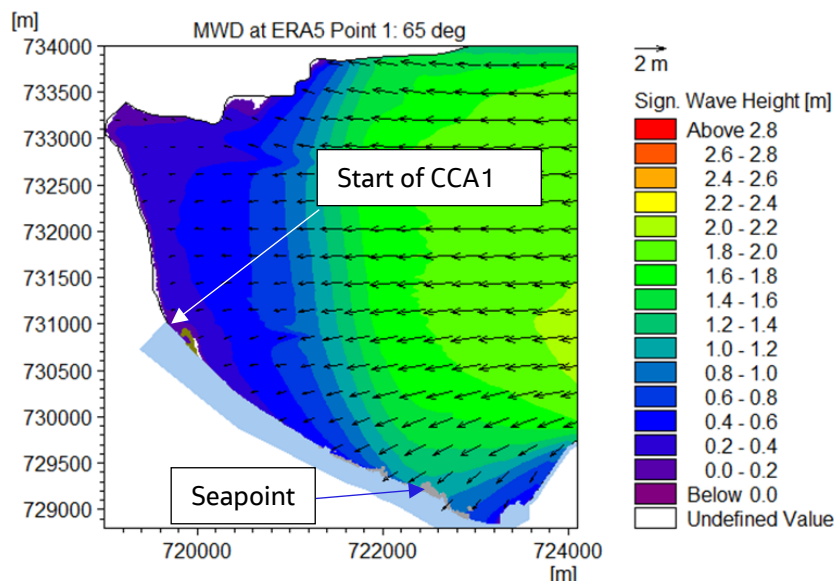 [m]
MWD at ERA5 Point 1: 65 deg
734000
733500
733000
732500
732000
731500
731000
730500
730000
729500
729000
720000
722000
724000
[m]
Start of CCA1
Seapoint
2 m
Sign. Wave Height [m]
Above 2.8
2.6 - 2.8
2.4 - 2.6
2.2 - 2.4
2.0 - 2.2
1.8 - 2.0
1.6 - 1.8
1.4 - 1.6
1.2 - 1.4
1.0 - 1.2
0.8 - 1.0
0.6 - 0.8
0.4 - 0.6
0.2 - 0.4
0.0 - 0.2
Below 0.0
Undefined Value